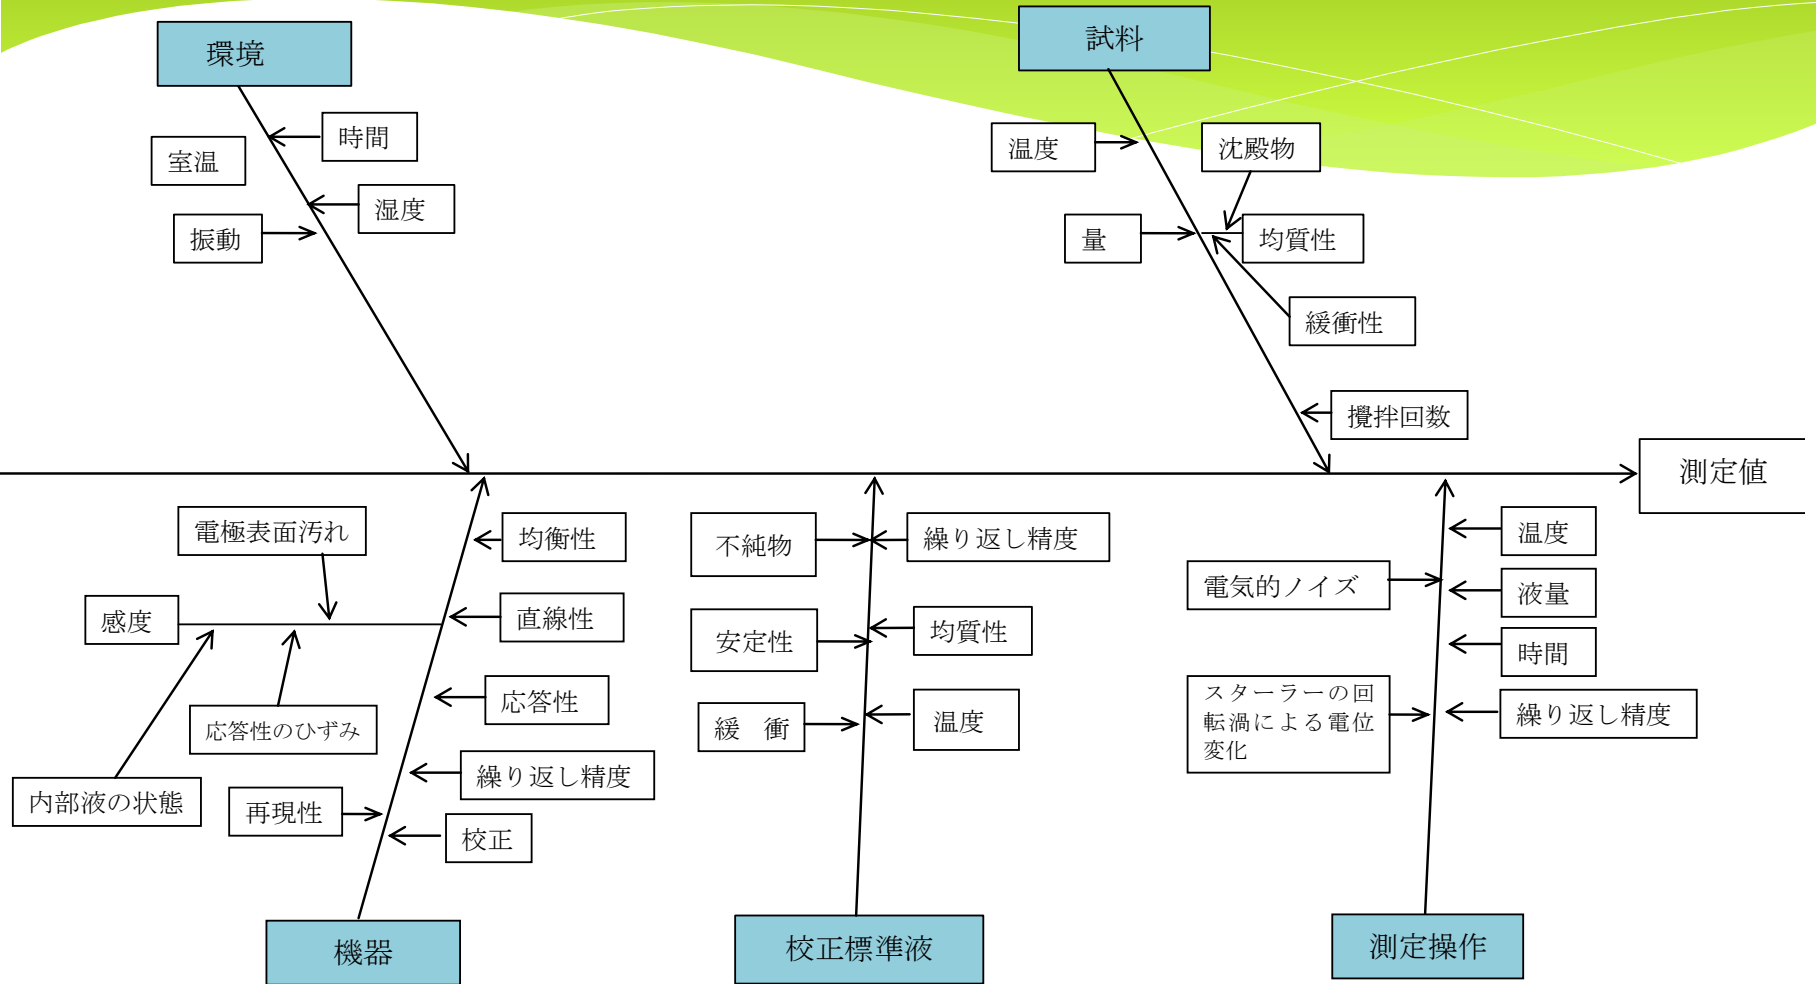 環境
試料
時間
室温
湿度
振動
温度
沈殿物
量
均質性
緩衝性
攪拌回数
測定値
電極表面汚れ
均衡性
感度
直線性
応答性のひずみ
応答性
内部液の状態
再現性
繰り返し精度
校正
機器
不純物
繰り返し精度
安定性
均質性
緩　衝
温度
校正標準液
温度
電気的ノイズ
液量
時間
スターラーの回
転渦による電位
変化
繰り返し精度
測定操作